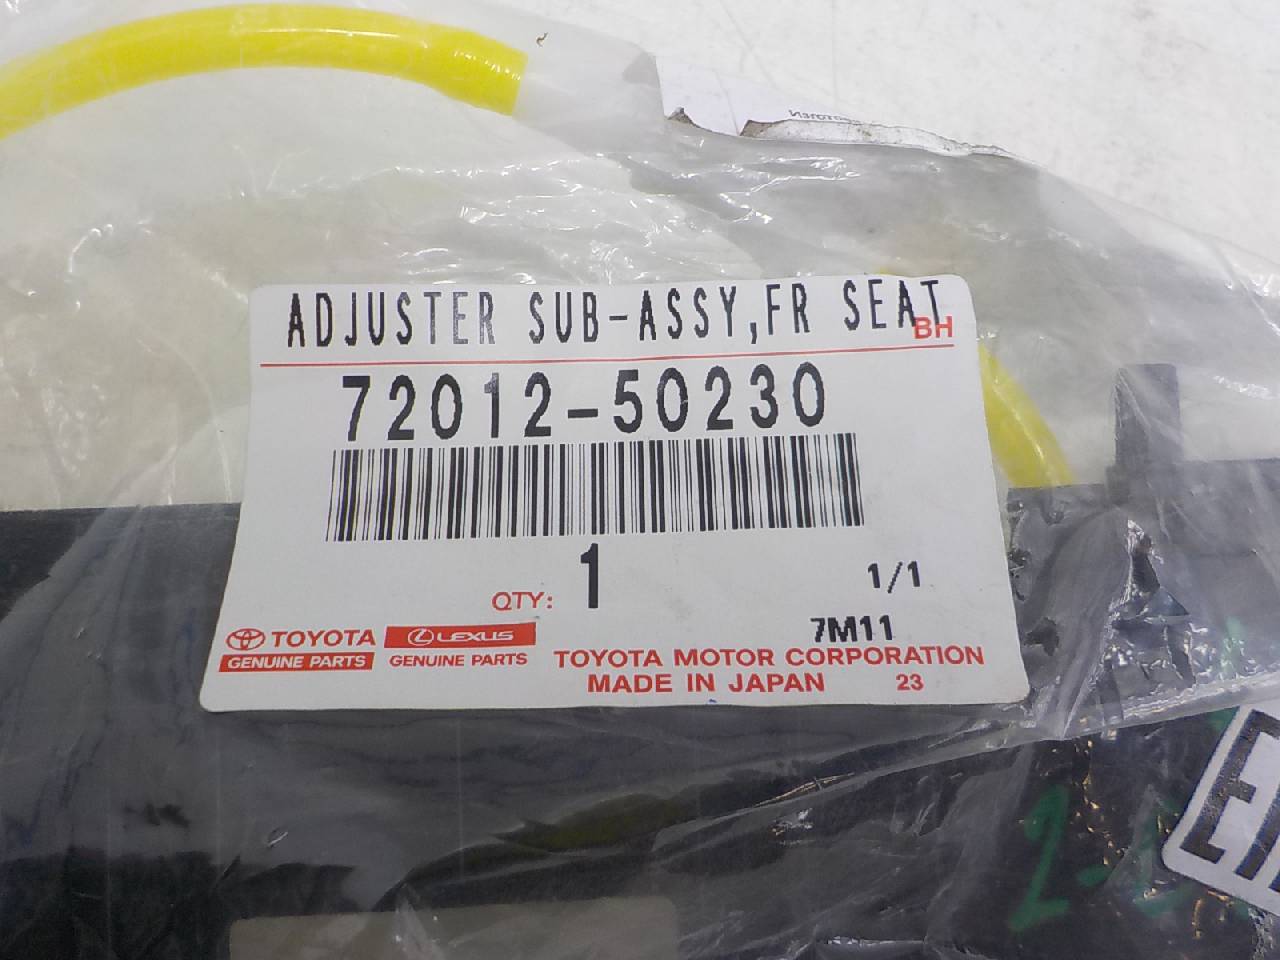 ADJUSTER SUB-ASSY,FR SEAT
BH
72012-50230
QTY: 1
1/1
7M11
TOYOTA
GENUINE PARTS
LEXUS
GENUINE PARTS
TOYOTA MOTOR CORPORATION
MADE IN JAPAN 23